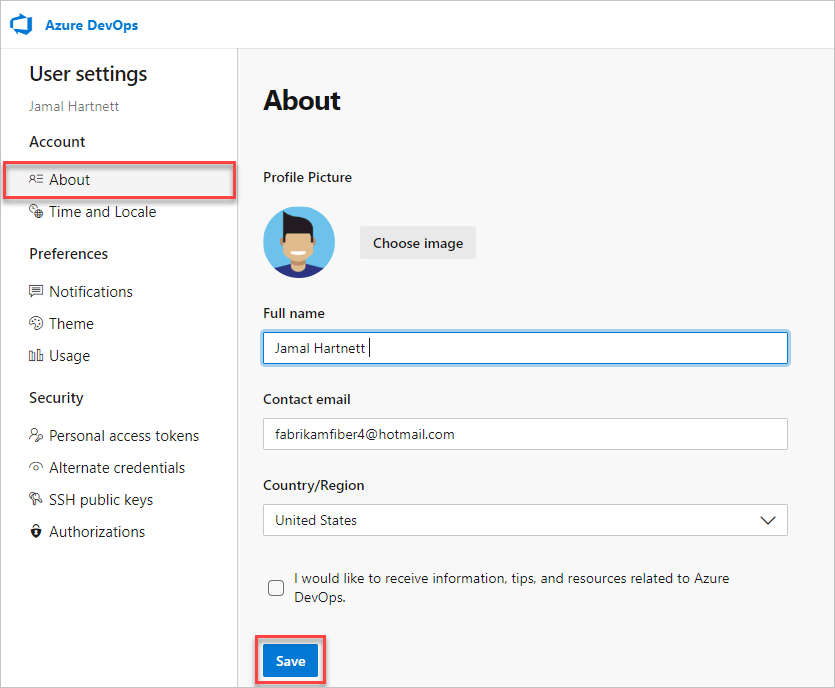 Azure DevOps
User settings
Jamal Hartnett
Account
About
Time and Locale
Preferences
Notifications
Theme
Usage
Security
Personal access tokens
Alternate credentials
SSH public keys
Authorizations
About
Profile Picture
Choose image
Full name
Jamal Hartnett
Contact email
fabrikamfiber4@hotmail.com
Country/Region
United States
I would like to receive information, tips, and resources related to Azure
DevOps.
Save